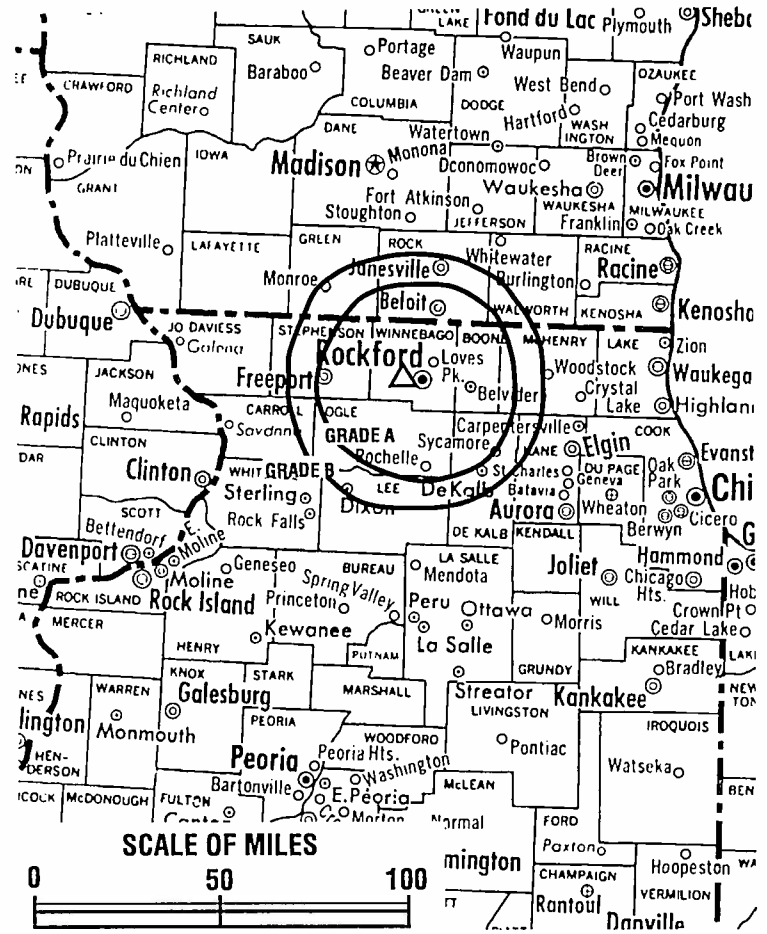 LAKE
Fond du Lac
Plymouth
SAUK
Portage
Waupun
RICHLAND
Baraboo
Beaver Dam
West Bend
OZAUKEE
CRAWFORD
Richland
Center
COLUMBIA
DODGE
Hartford
Port Wash
Cedarburg
DANE
Watertown
WASH
INGTON
Mequon
Prairie du Chien
IOWA
Madison
Monona
Oconomowoc
Brown
Deer
Fox Point
GRANT
Fort Atkinson
Waukesha
Milwau
Stoughton
JEFFERSON
WAUKESHA
MILWAUKEE
Franklin
Oak Creek
Platteville
LAFAYETTE
GREEN
ROCK
Whitewater
RACINE
Janesville
Burlington
Racine
DUBUQUE
Monroe
Beloit
WALWORTH
KENOSHA
Kenosha
Dubuque
JO DAVIESS
STEPHENSON
WINNEBAGO
BOONE
McHENRY
LAKE
Zion
Galena
Rockford
Loves
Pk.
Woodstock
Waukega
JACKSON
Freeport
Belvider
Crystal
Lake
Highlan
Maquoketa
CARROLL
OGLE
Carpentersville
COOK
Rapids
Savanna
GRADE A
Sycamore
KANE
Elgin
Evanst
CLINTON
Rochelle
DAR
Clinton
WHIT
GRADE B
St Charles
DU PAGE
Oak
Park
Chi
Sterling
LEE
DeKalb
Geneva
Batavia
Wheaton
SCOTT
Rock Falls
Dixon
Aurora
Berwyn
Cicero
Bettendorf
E.
Moline
DE KALB
KENDALL
Davenport
Moline
Geneseo
BUREAU
LA SALLE
Mendota
Joliet
Hammond
Chicago
Hts.
ROCK ISLAND
Rock Island
Princeton
Spring Valley
Peru
Ottawa
WILL
Crown Pt
MERCER
Kewanee
La Salle
Morris
Cedar Lake
HENRY
PUTNAM
KANKAKEE
Bradley
KNOX
STARK
GRUNDY
WARREN
Galesburg
MARSHALL
Streator
Kankakee
lington
Monmouth
PEORIA
LIVINGSTON
IROQUOIS
WOODFORD
HEN-
DERSON
Peoria
Peoria Hts.
Washington
Pontiac
Watseka
Bartonville
E. Peoria
McLEAN
McDONOUGH
FULTON
Morton
FORD
SCALE OF MILES
Normal
Paxton
Hoopeston
0 50 100
mington
CHAMPAIGN
Rantoul
VERMILION
Danville